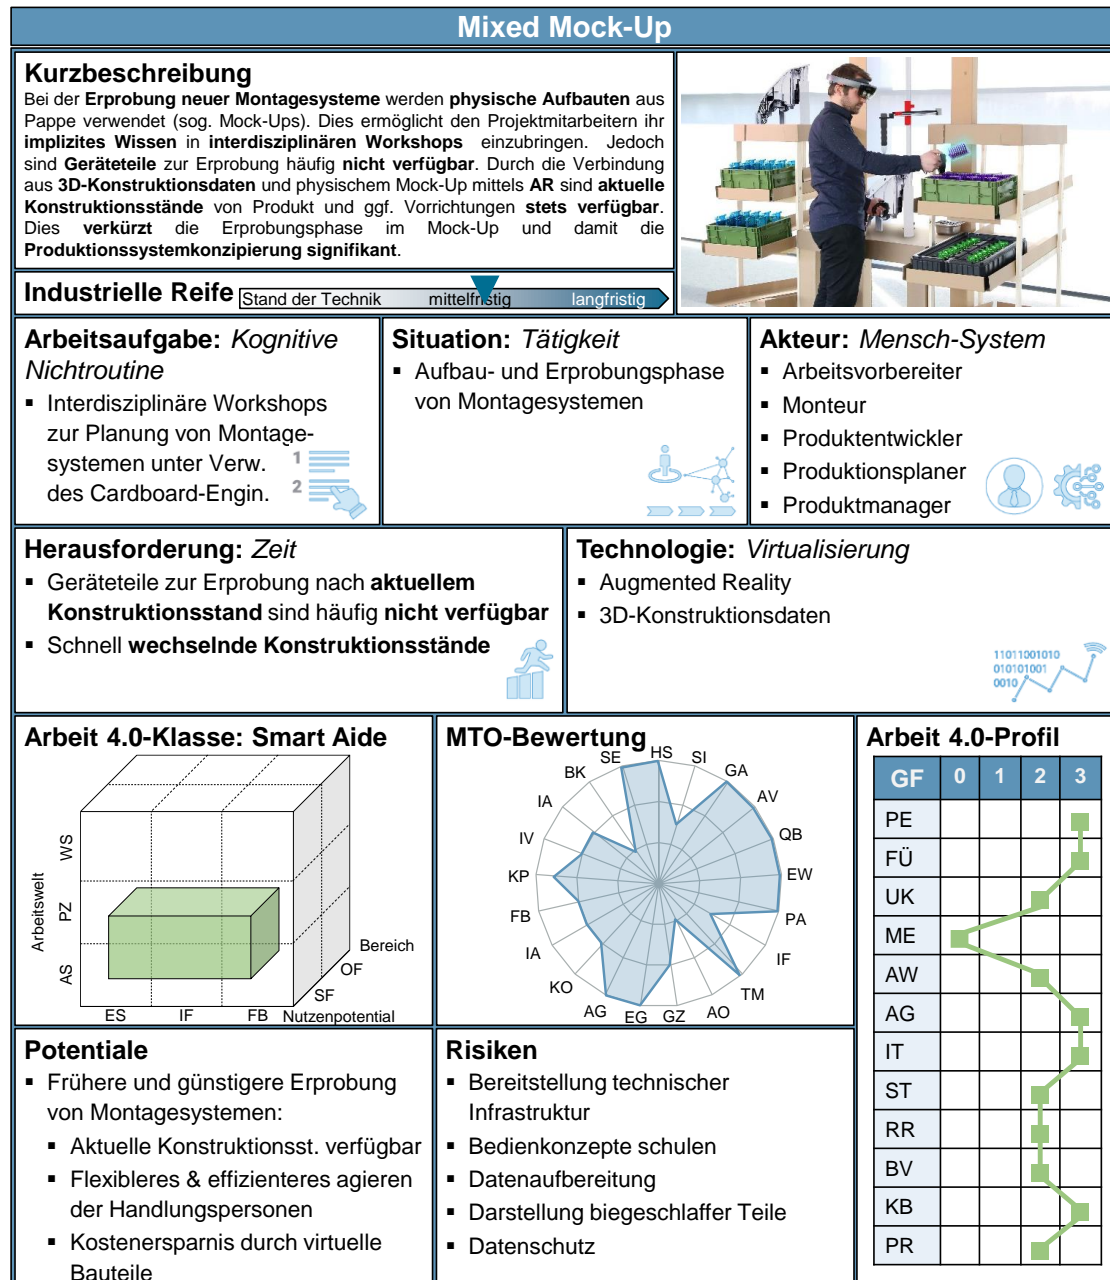 Mixed Mock-Up
Kurzbeschreibung
Bei der Erprobung neuer Montagesysteme werden physische Aufbauten aus
Pappe verwendet (sog. Mock-Ups). Dies ermöglicht den Projektmitarbeitern ihr
implizites Wissen in interdisziplinären Workshops einzubringen. Jedoch
sind Geräteteile zur Erprobung häufig nicht verfügbar. Durch die Verbindung
aus 3D-Konstruktionsdaten und physischem Mock-Up mittels AR sind aktuelle
Konstruktionsstände von Produkt und ggf. Vorrichtungen stets verfügbar.
Dies verkürzt die Erprobungsphase im Mock-Up und damit die
Produktionssystemkonzipierung signifikant.
Industrielle Reife
Stand der Technik mittelfristig langfristig
Arbeitsaufgabe: Kognitive
Nichtroutine
▪ Interdisziplinäre Workshops
zur Planung von Montage-
systemen unter Verw.
des Cardboard-Engin.
1
2
Situation: Tätigkeit
▪ Aufbau- und Erprobungsphase
von Montagesystemen
Akteur: Mensch-System
▪ Arbeitsvorbereiter
▪ Monteur
▪ Produktentwickler
▪ Produktionsplaner
▪ Produktmanager
Herausforderung: Zeit
▪ Geräteteile zur Erprobung nach aktuellem
Konstruktionsstand sind häufig nicht verfügbar
▪ Schnell wechselnde Konstruktionsstände
Technologie: Virtualisierung
▪ Augmented Reality
▪ 3D-Konstruktionsdaten
11011001010
010101001
0010
Arbeit 4.0-Klasse: Smart Aide
Arbeitswelt
WS
PZ
AS
ES IF FB Nutzenpotential
SF
OF
Bereich
MTO-Bewertung
HS
SI
GA
AV
QB
EW
PA
IF
TM
AO
GZ
EG
AG
KO
IA
FB
KP
IV
IA
BK
SE
Arbeit 4.0-Profil
GF 0 1 2 3
PE
FÜ
UK
ME
AW
AG
IT
ST
RR
BV
KB
PR
Potentiale
▪ Frühere und günstigere Erprobung
von Montagesystemen:
▪ Aktuelle Konstruktionsst. verfügbar
▪ Flexibleres & effizienteres agieren
der Handlungspersonen
▪ Kostenersparnis durch virtuelle
Bauteile
Risiken
▪ Bereitstellung technischer
Infrastruktur
▪ Bedienkonzepte schulen
▪ Datenaufbereitung
▪ Darstellung biegeschlaffer Teile
▪ Datenschutz